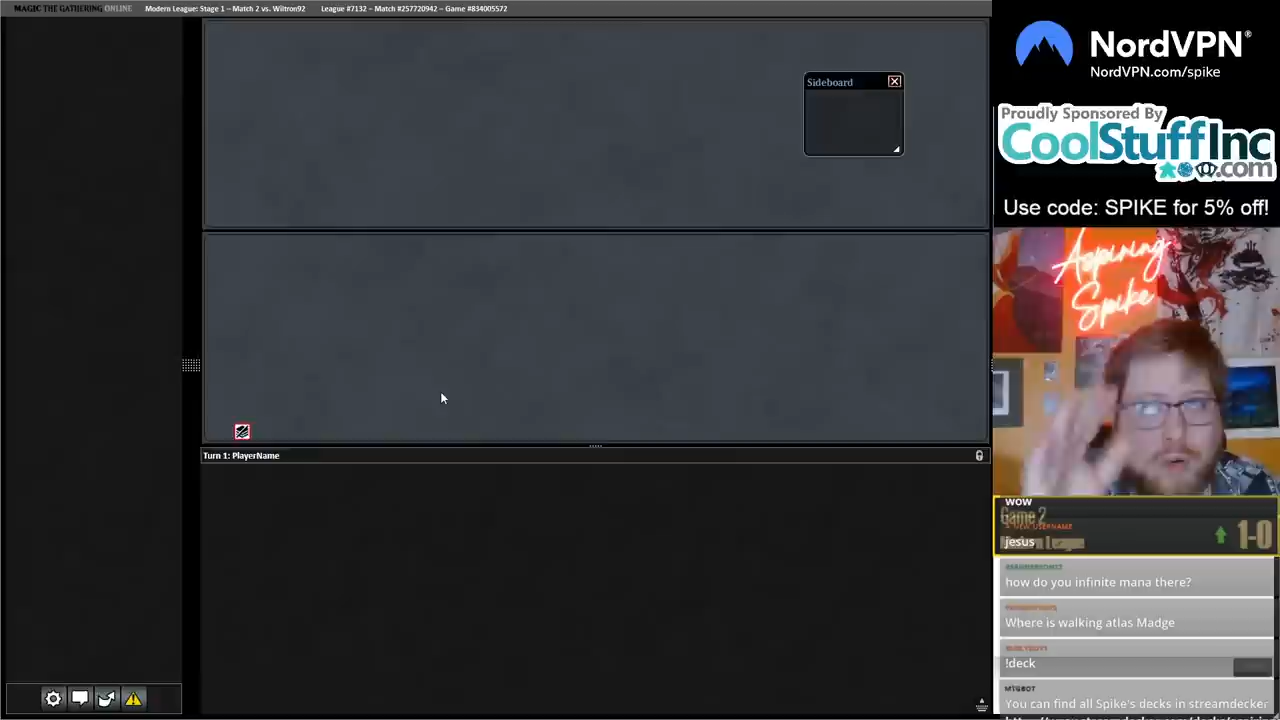 MAGIC THE GATHERING ONLINE
Modern League: Stage 1 – Match 2 vs. Wiltron92
League #7132 – Match #257720942 – Game #834005572
Sideboard
Turn 1: PlayerName
NordVPN®
NordVPN.com/spike
Proudly Sponsored By
CoolStuffInc
.com
Use code: SPIKE for 5% off!
Aspiring
Spike
wow
Game 2
1-0
jesus
how do you infinite mana there?
Where is walking atlas Madge
!deck
MTGBOT
You can find all Spike's decks in streamdecker